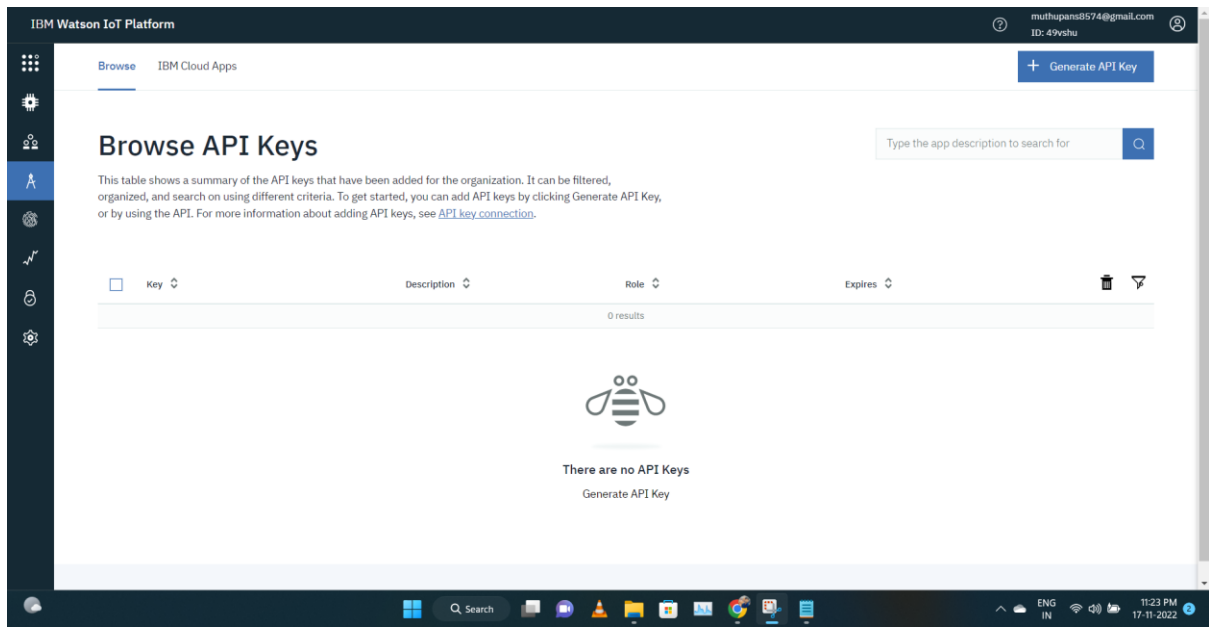 IBM Watson IoT Platform
muthupans8574@gmail.com
ID: 49vshu
Browse IBM Cloud Apps
+ Generate API Key
Browse API Keys
Type the app description to search for
This table shows a summary of the API keys that have been added for the organization. It can be filtered,
organized, and search on using different criteria. To get started, you can add API keys by clicking Generate API Key,
or by using the API. For more information about adding API keys, see API key connection.
Key Description Role Expires
0 results
There are no API Keys
Generate API Key
Search
ENG
IN
11:23 PM
17-11-2022
2